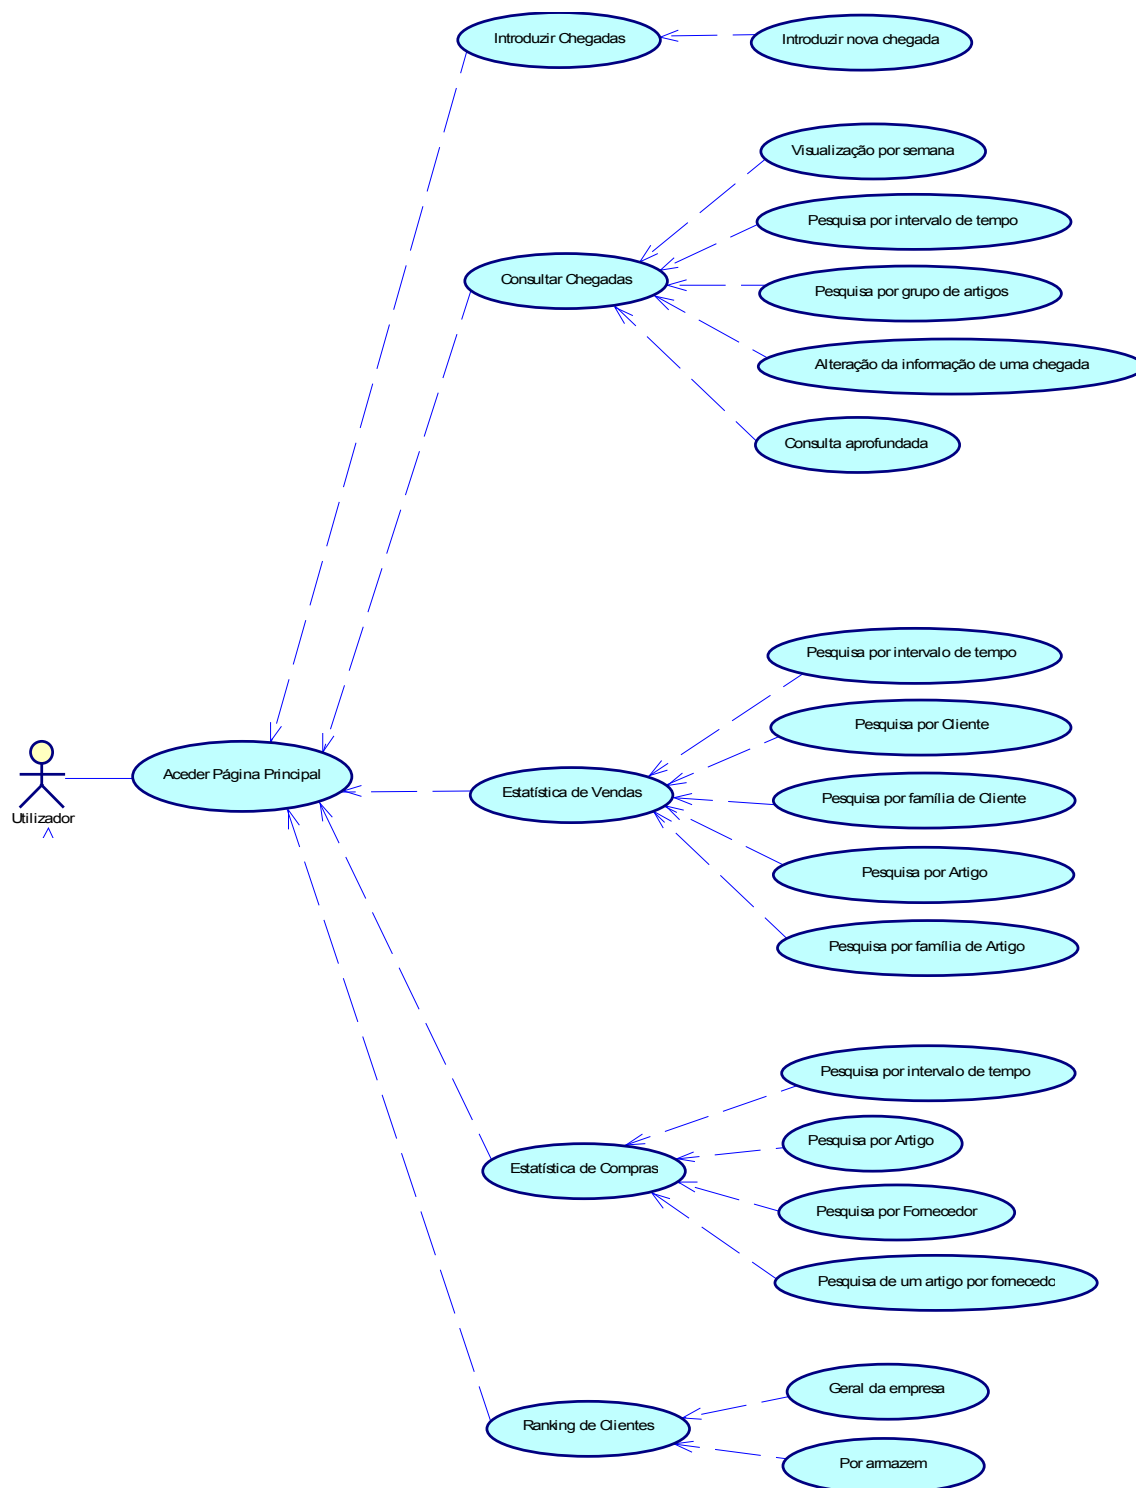 Introduzir Chegadas
Introduzir nova chegada
Visualização por semana
Pesquisa por intervalo de tempo
Consultar Chegadas
Pesquisa por grupo de artigos
Alteração da informação de uma chegada
Consulta aprofundada
Pesquisa por intervalo de tempo
Pesquisa por Cliente
Aceder Página Principal
Estatística de Vendas
Pesquisa por família de Cliente
Utilizador
Pesquisa por Artigo
Pesquisa por família de Artigo
Pesquisa por intervalo de tempo
Pesquisa por Artigo
Estatística de Compras
Pesquisa por Fornecedor
Pesquisa de um artigo por fornecedo
Geral da empresa
Ranking de Clientes
Por armazem